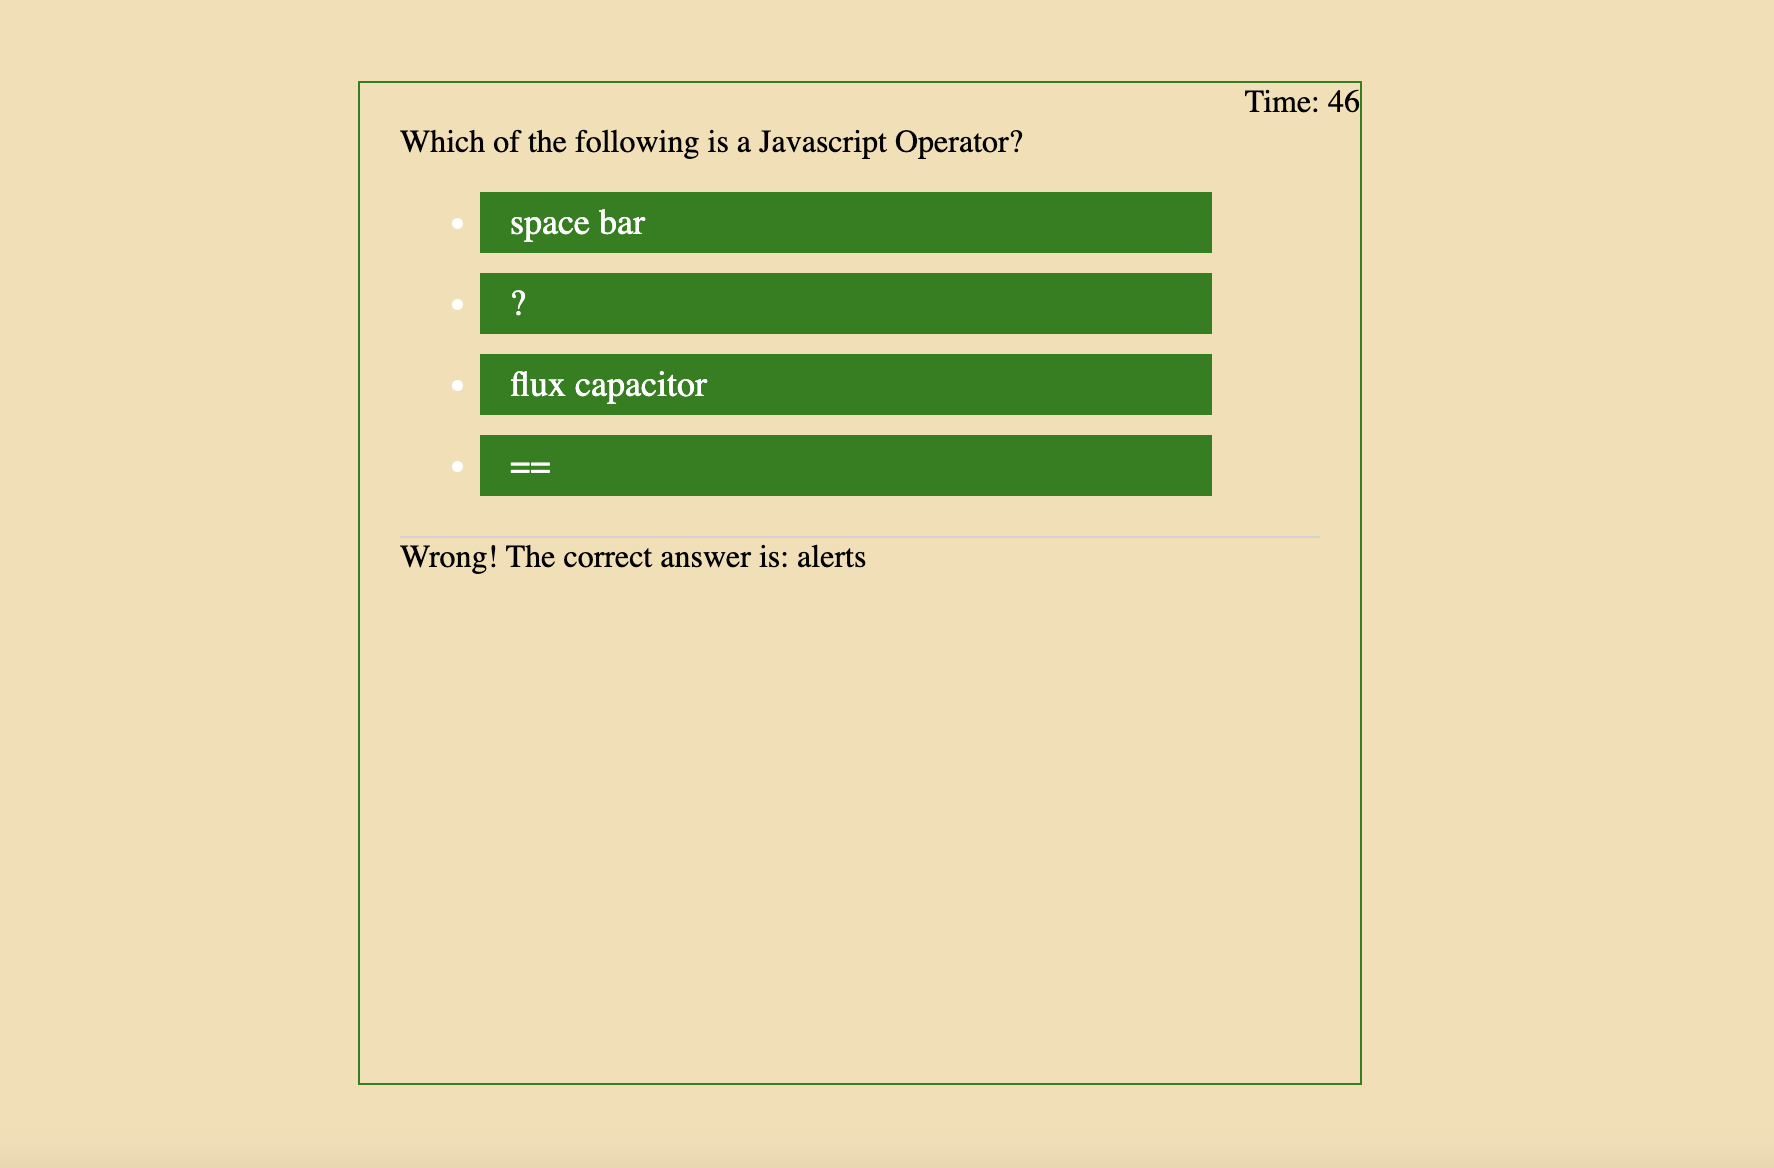 Time: 46
Which of the following is a Javascript Operator?
space bar
?
flux capacitor
==
Wrong! The correct answer is: alerts